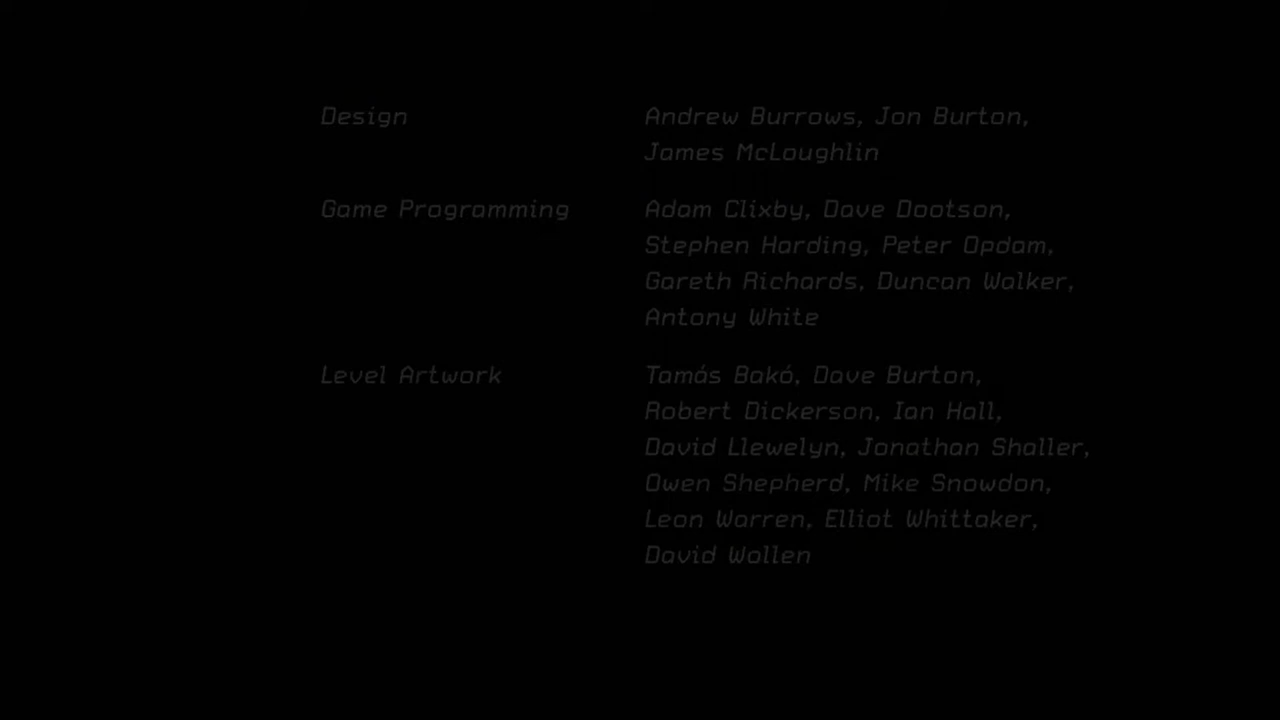 Design Andrew Burrows, Jon Burton,
James McLoughlin
Game Programming Adam Clixby, Dave Dootson,
Stephen Harding, Peter Opdam,
Gareth Richards, Duncan Walker,
Antony White
Level Artwork Tamás Bakó, Dave Burton,
Robert Dickerson, Ian Hall,
David Llewelyn, Jonathan Shaller,
Owen Shepherd, Mike Snowdon,
Leon Warren, Elliot Whittaker,
David Wollen